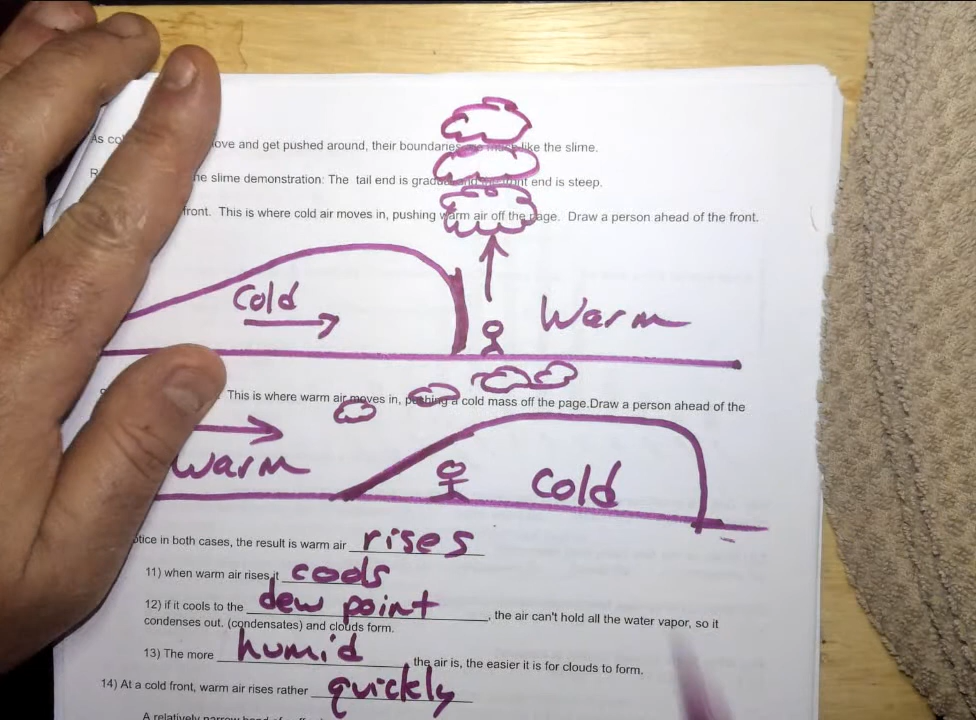 As co ove and get pushed around, their boundaries like the slime.
R he slime demonstration: The tail end is gradu front end is steep.
front. This is where cold air moves in, pushing warm air off the page. Draw a person ahead of the front.
Cold
Warm
This is where warm air moves in, pushing a cold mass off the page.Draw a person ahead of the
Warm
Cold
otice in both cases, the result is warm air rises
11) when warm air rises it cools
12) if it cools to the dew point, the air can't hold all the water vapor, so it
condenses out. (condensates) and clouds form.
13) The more humid the air is, the easier it is for clouds to form.
14) At a cold front, warm air rises rather quickly
A relatively narrow band of